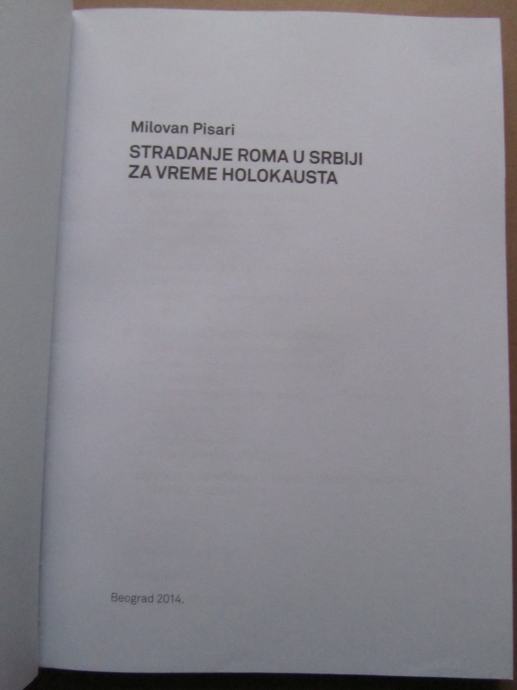 Milovan Pisari
STRADANJE ROMA U SRBIJI
ZA VREME HOLOKAUSTA
Beograd 2014.